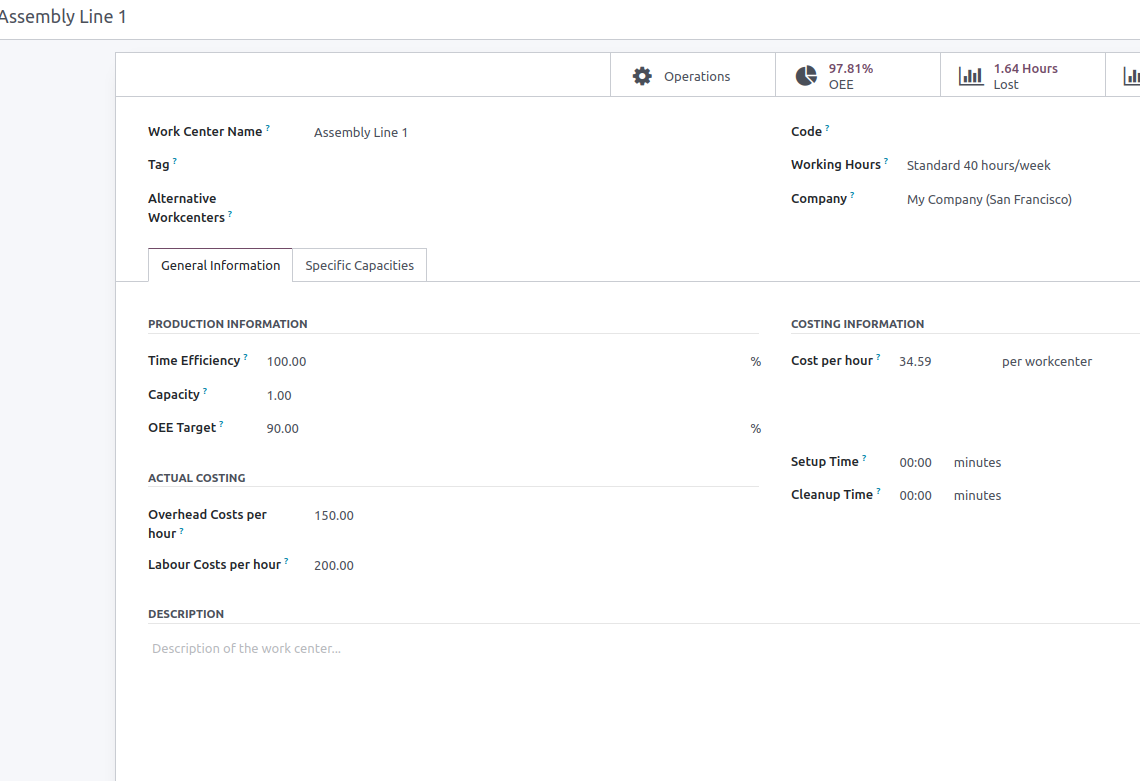 Assembly Line 1
Operations
97.81%
OEE
1.64 Hours
Lost
Work Center Name ? Assembly Line 1
Tag ?
Alternative
Workcenters ?
Code ?
Working Hours ? Standard 40 hours/week
Company ? My Company (San Francisco)
General Information
Specific Capacities
PRODUCTION INFORMATION
Time Efficiency ? 100.00 %
Capacity ? 1.00
OEE Target ? 90.00 %
COSTING INFORMATION
Cost per hour ? 34.59 per workcenter
Setup Time ? 00:00 minutes
Cleanup Time ? 00:00 minutes
ACTUAL COSTING
Overhead Costs per
hour ? 150.00
Labour Costs per hour ? 200.00
DESCRIPTION
Description of the work center...